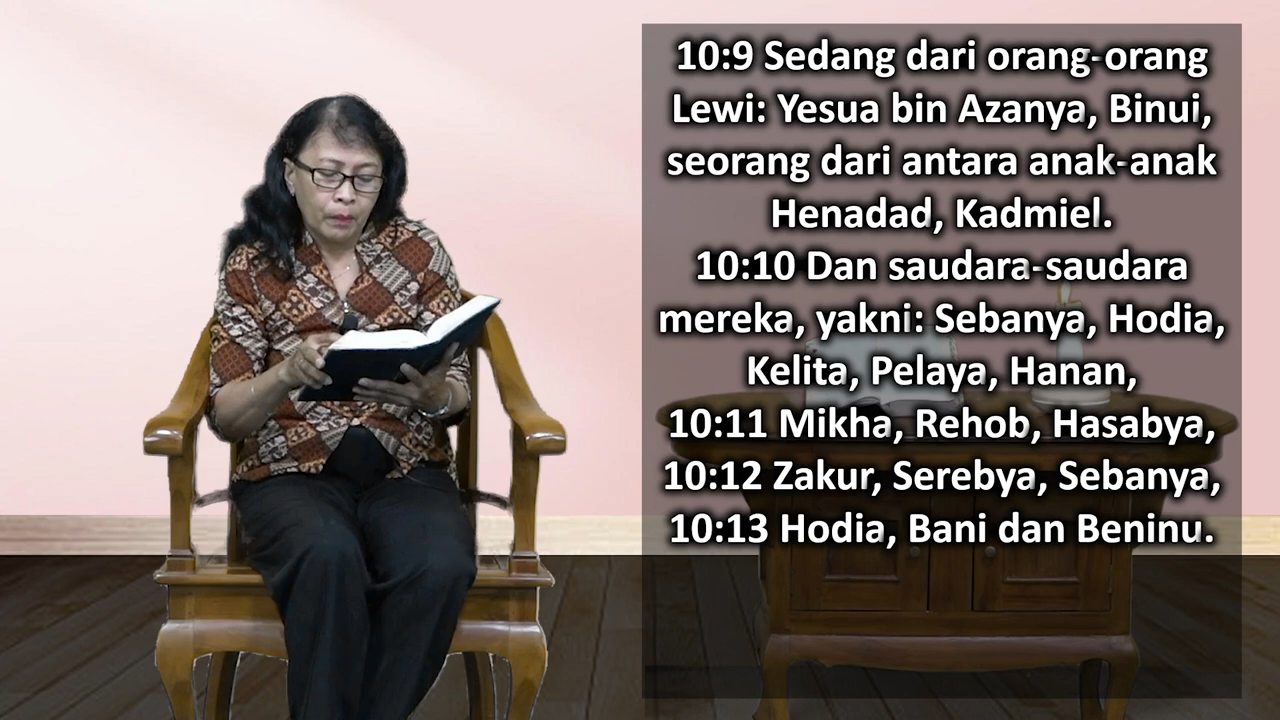 10:9 Sedang dari orang-orang
Lewi: Yesua bin Azanya, Binui,
seorang dari antara anak-anak
Henadad, Kadmiel.
10:10 Dan saudara-saudara
mereka, yakni: Sebanya, Hodia,
Kelita, Pelaya, Hanan,
10:11 Mikha, Rehob, Hasabya,
10:12 Zakur, Serebya, Sebanya,
10:13 Hodia, Bani dan Beninu.